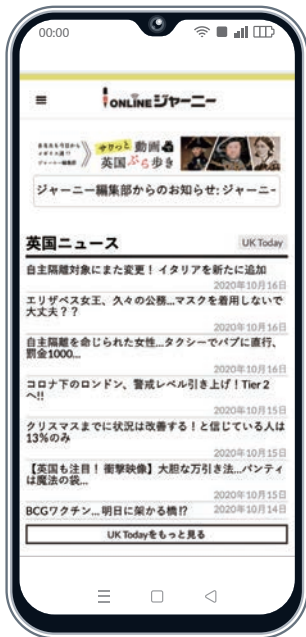 00:00
ONLINEジャーニー
サクッと 動画
英国ぶら歩き
ジャーニー編集部からのお知らせ: ジャーニー
英国ニュース
UK Today
自主隔離対象にまた変更！ イタリアを新たに追加
2020年10月16日
エリザベス女王、久々の公務...マスクを着用しないで
大丈夫？？
2020年10月16日
自主隔離を命じられた女性...タクシーでパブに直行、
罰金1000...
2020年10月16日
コロナ下のロンドン、警戒レベル引き上げ！Tier 2
へ!!
2020年10月15日
クリスマスまでに状況は改善する！と信じている人は
13%のみ
2020年10月15日
【英国も注目！ 衝撃映像】大胆な万引き法...パンティ
は魔法の袋...
2020年10月15日
BCGワクチン... 明日に架かる橋⁉
2020年10月14日
UK Todayをもっと見る